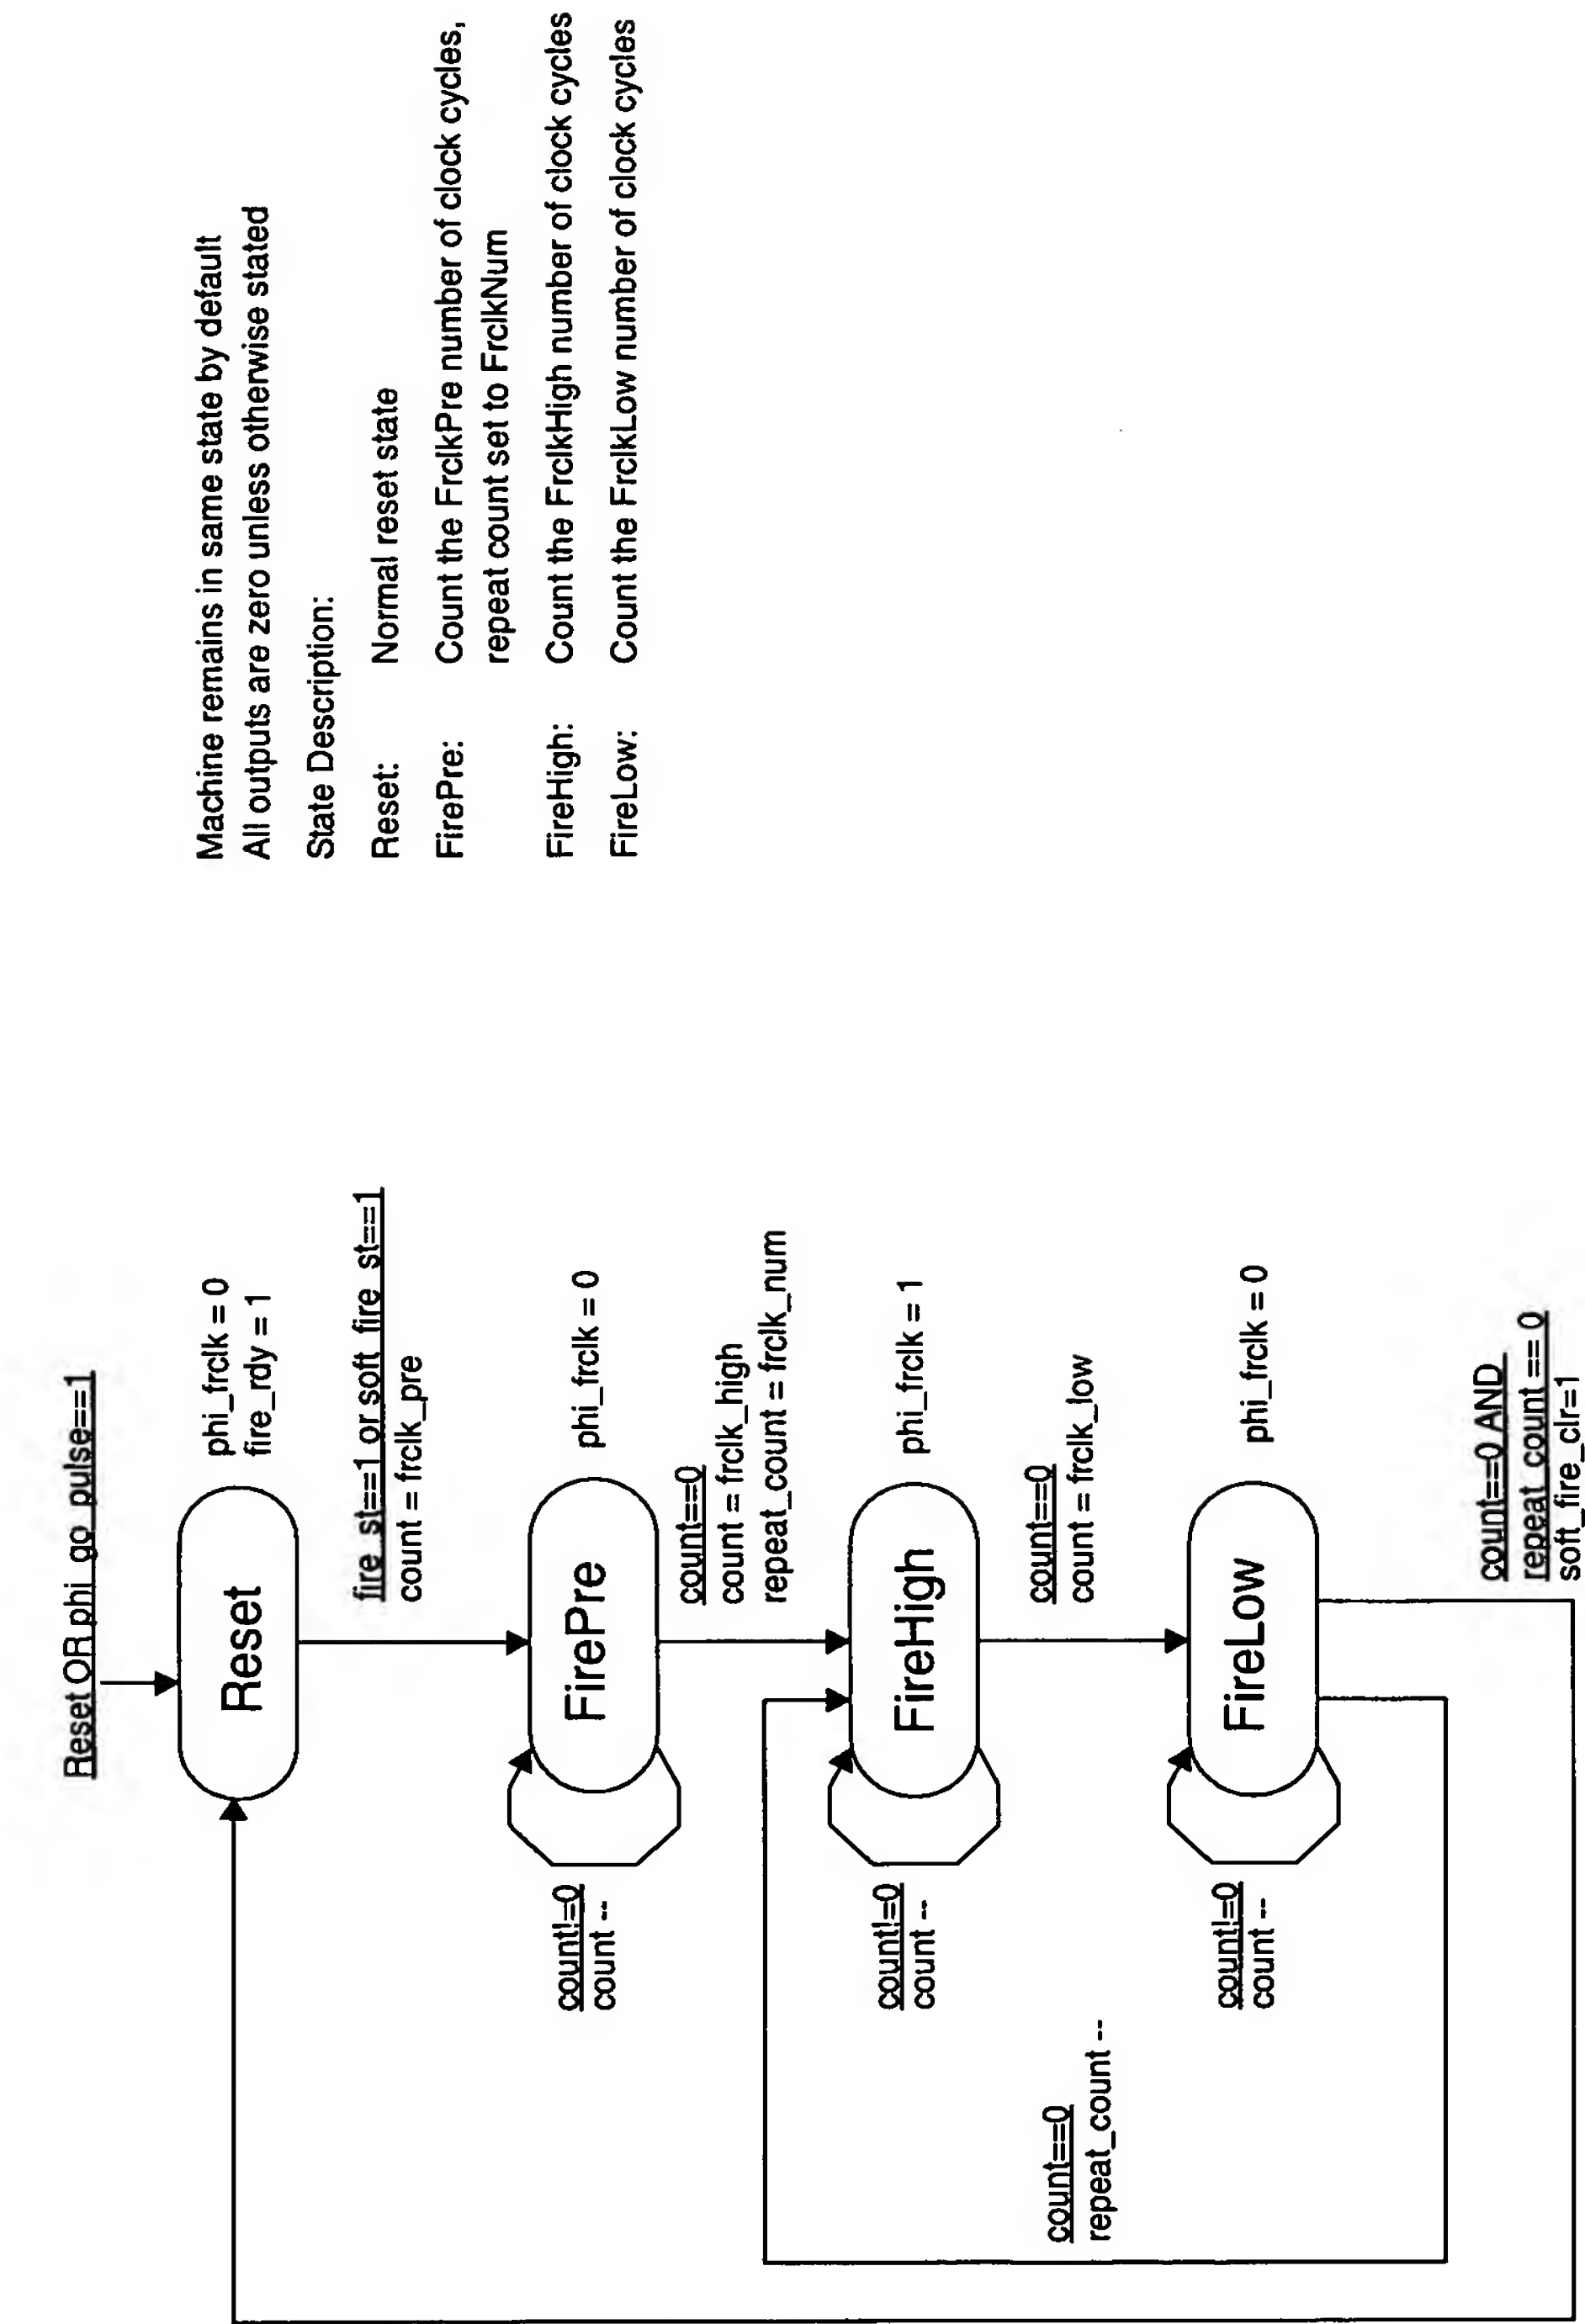 Reset OR phi_go_pulse==1
Reset
phi_frclk = 0
fire_rdy = 1
fire_st==1 or soft_fire_st==1
count = frclk_pre
FirePre
phi_frclk = 0
count!=0
count --
count==0
count = frclk_high
repeat_count = frclk_num
FireHigh
phi_frclk = 1
count!=0
count --
count==0
count = frclk_low
FireLow
phi_frclk = 0
count!=0
count --
count==0
repeat_count --
count==0 AND
repeat_count == 0
soft_fire_clr=1
Machine remains in same state by default
All outputs are zero unless otherwise stated
State Description:
Reset: Normal reset state
FirePre: Count the FrclkPre number of clock cycles,
repeat count set to FrclkNum
FireHigh: Count the FrclkHigh number of clock cycles
FireLow: Count the FrclkLow number of clock cycles